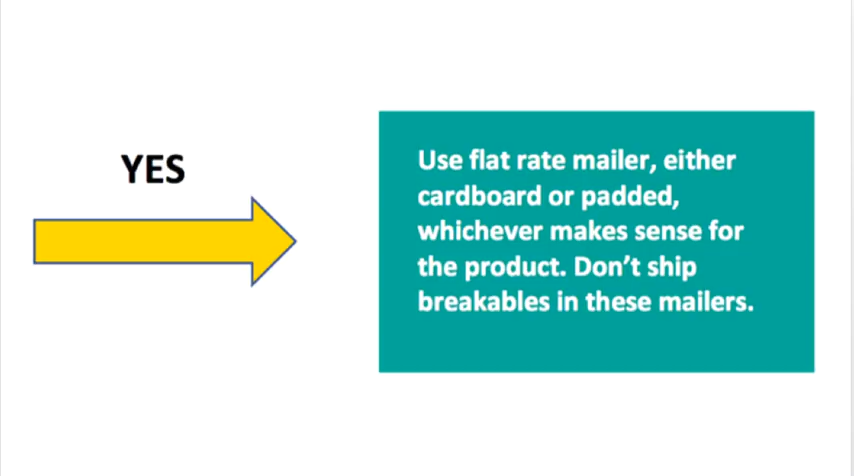 YES
Use flat rate mailer, either
cardboard or padded,
whichever makes sense for
the product. Don’t ship
breakables in these mailers.